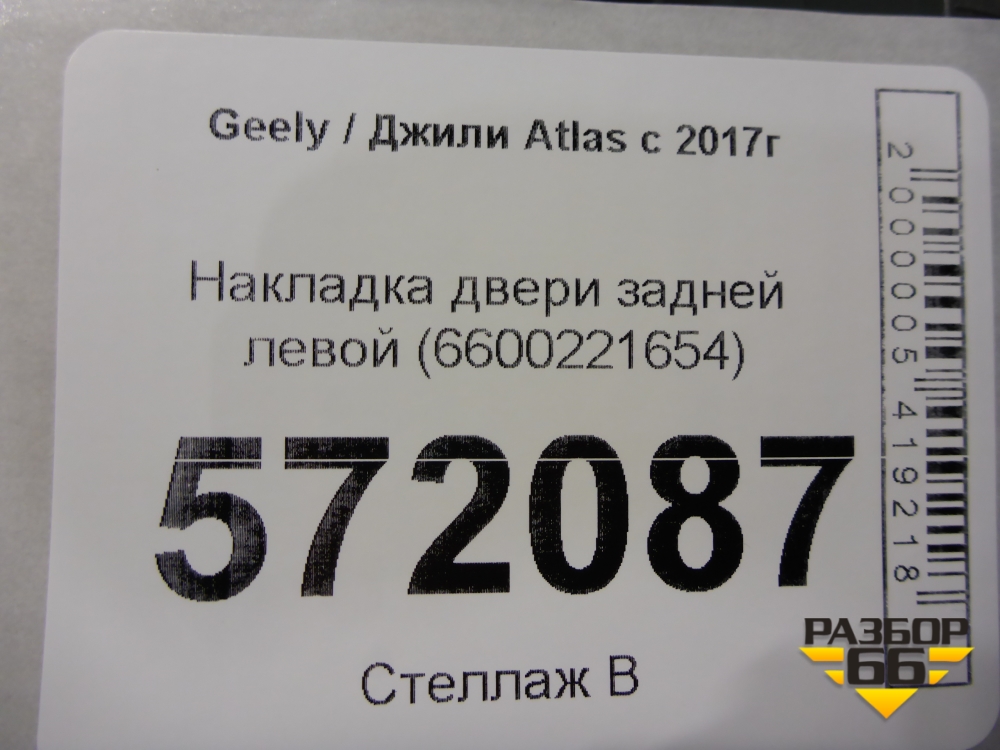 Geely / Джили Atlas с 2017г
Накладка двери задней
левой (6600221654)
572087
Стеллаж В
2000005419218
РАЗБОР
66